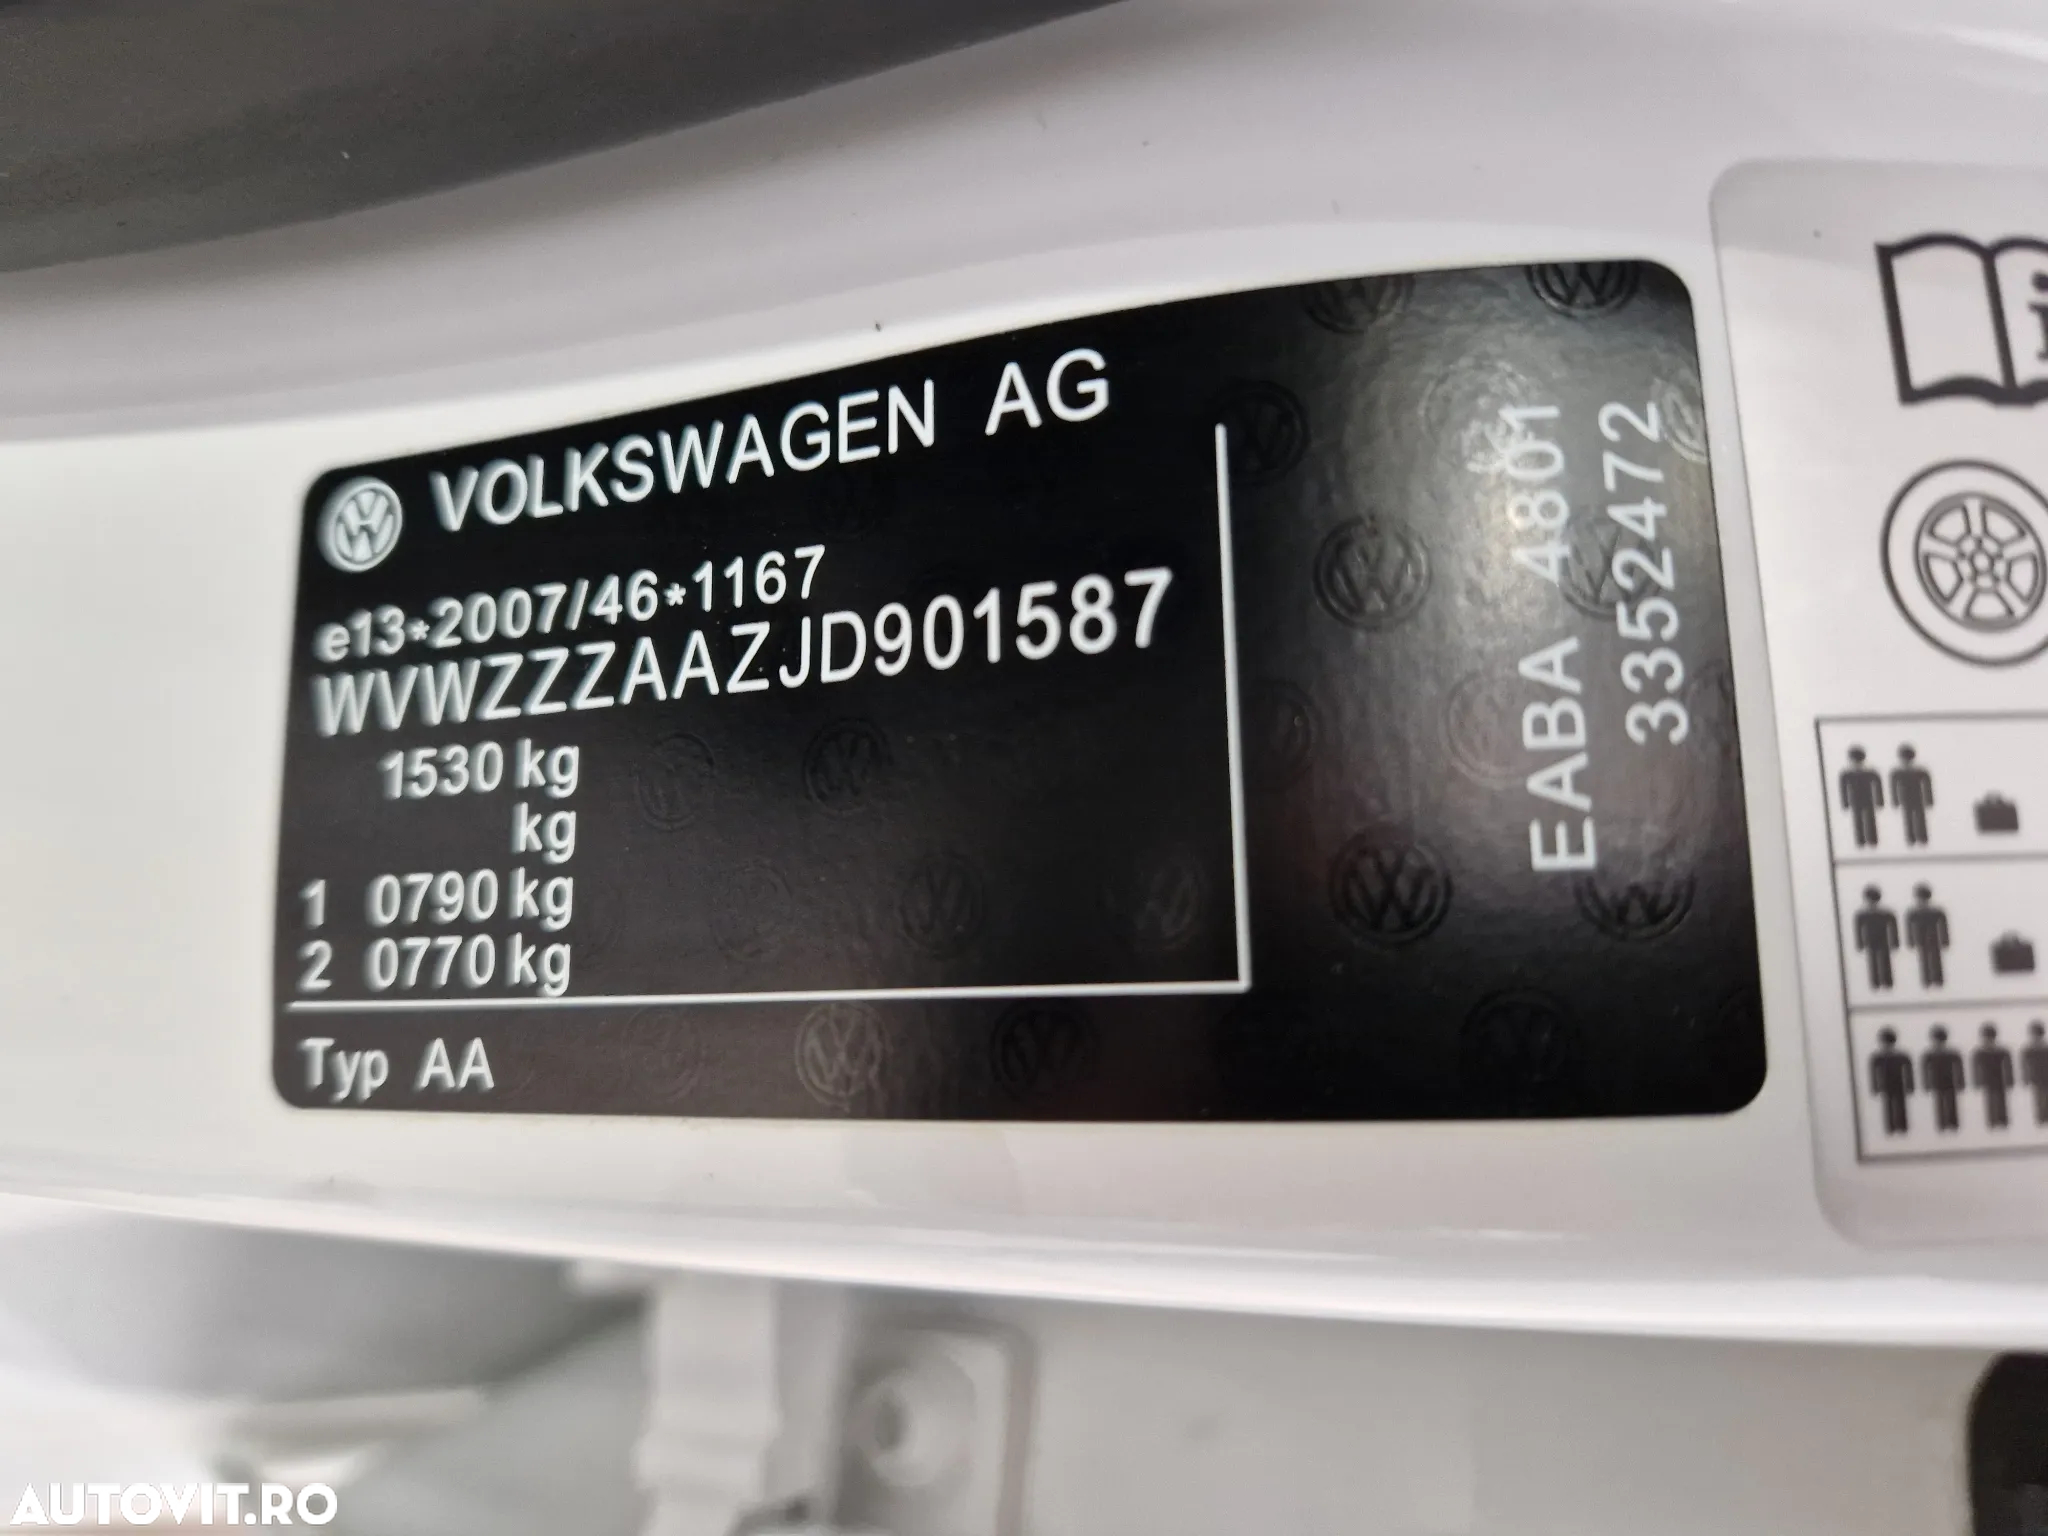 VOLKSWAGEN AG
e13*2007/46*1167
WVWZZZAAZJD901587
1530 kg
kg
1 0790 kg
2 0770 kg
Typ AA
EABA 4801
3352472
i
AUTOVIT.RO